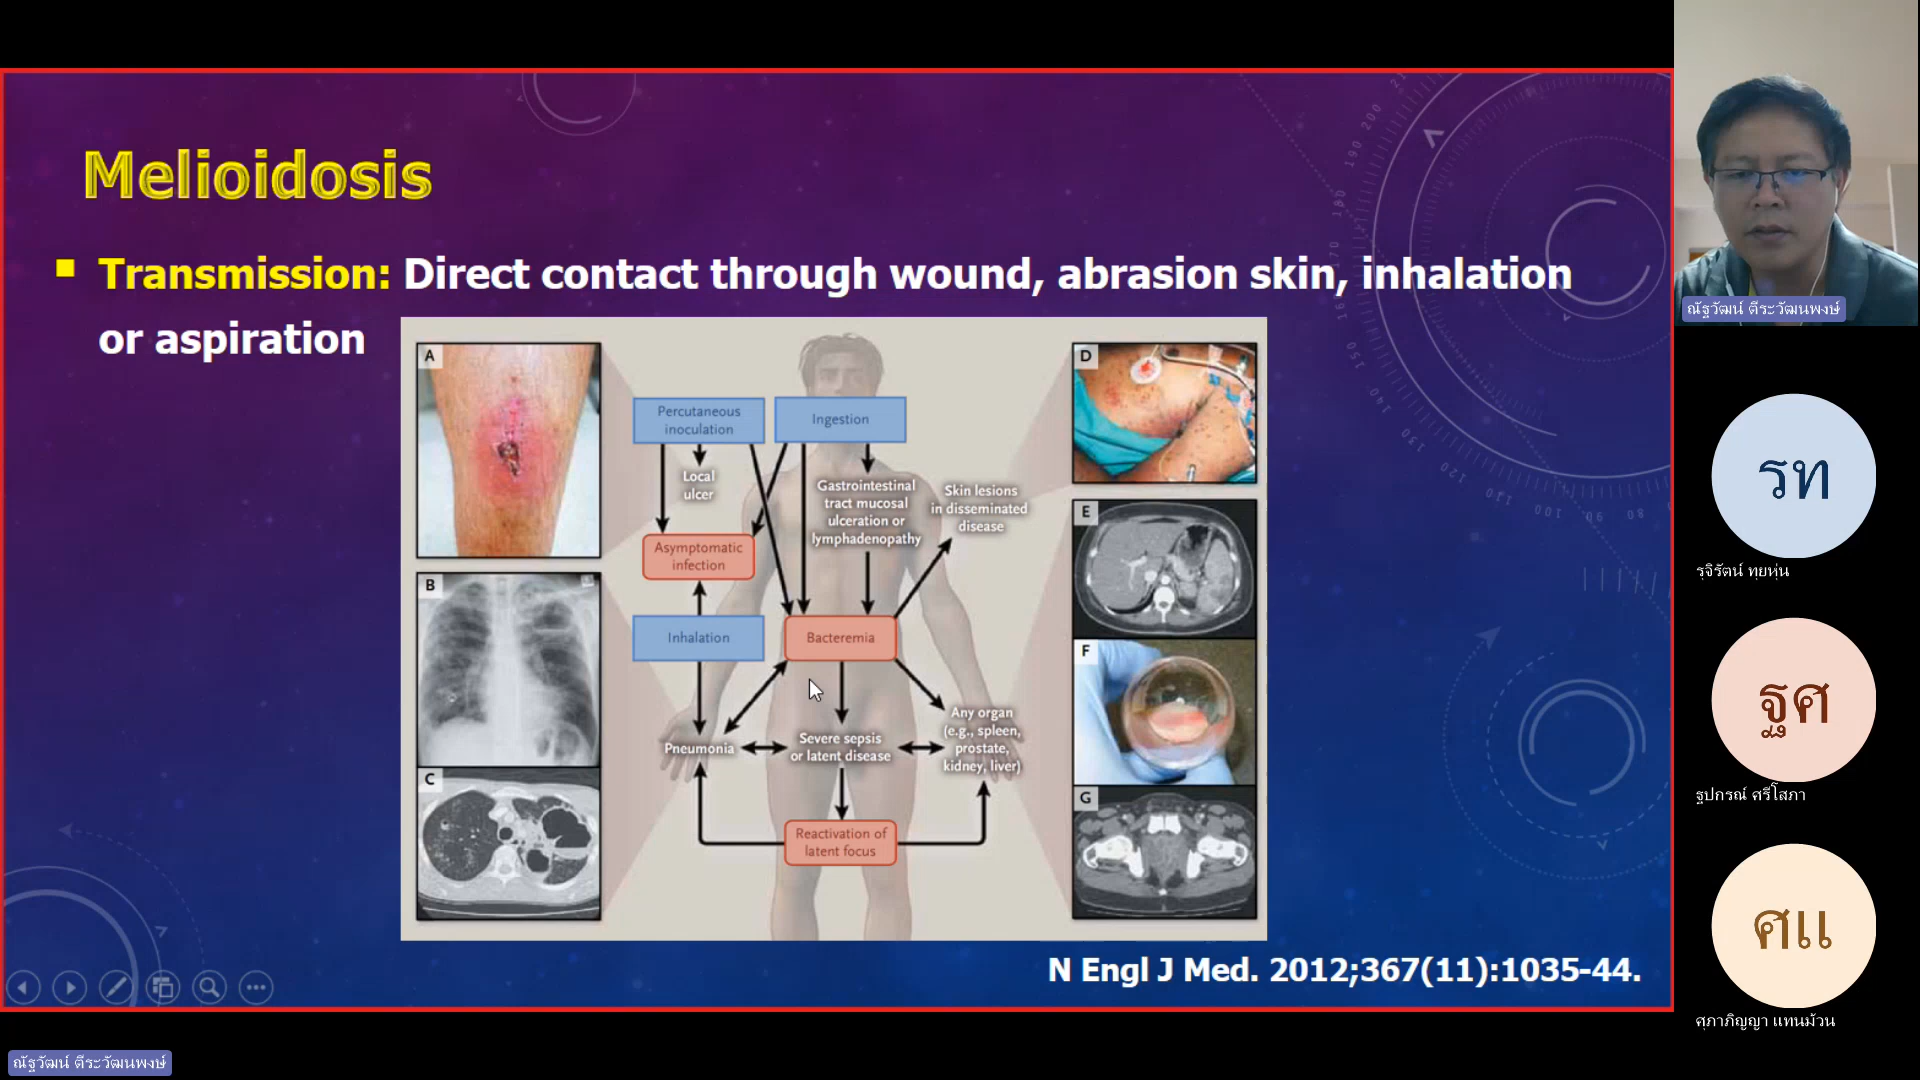 Melioidosis
Transmission: Direct contact through wound, abrasion skin, inhalation
or aspiration
A
B
C
Percutaneous
inoculation
Ingestion
Local
ulcer
Gastrointestinal
tract mucosal
ulceration or
lymphadenopathy
Skin lesions
in disseminated
disease
Asymptomatic
infection
Inhalation
Bacteremia
Pneumonia
Severe sepsis
or latent disease
Any organ
(e.g., spleen,
prostate,
kidney, liver)
Reactivation of
latent focus
D
E
F
G
N Engl J Med. 2012;367(11):1035-44.
ณัฐวัฒน์ ตีระวัฒนพงษ์
รท
รุจิรัตน์ ทุยหุ่น
ฐศ
ฐปกรณ์ ศรีโสภา
ศแ
ศุภาภิญญา แทนม้วน
ณัฐวัฒน์ ตีระวัฒนพงษ์